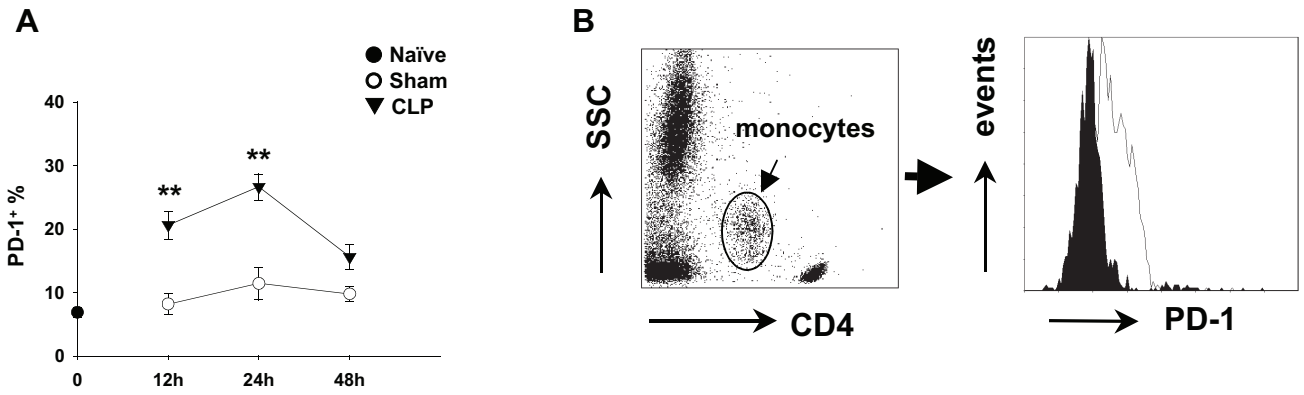 A
Naïve
Sham
CLP
PD-1+ %
40
30
20
10
0
**
**
0
12h
24h
48h
B
SSC
monocytes
CD4
events
PD-1